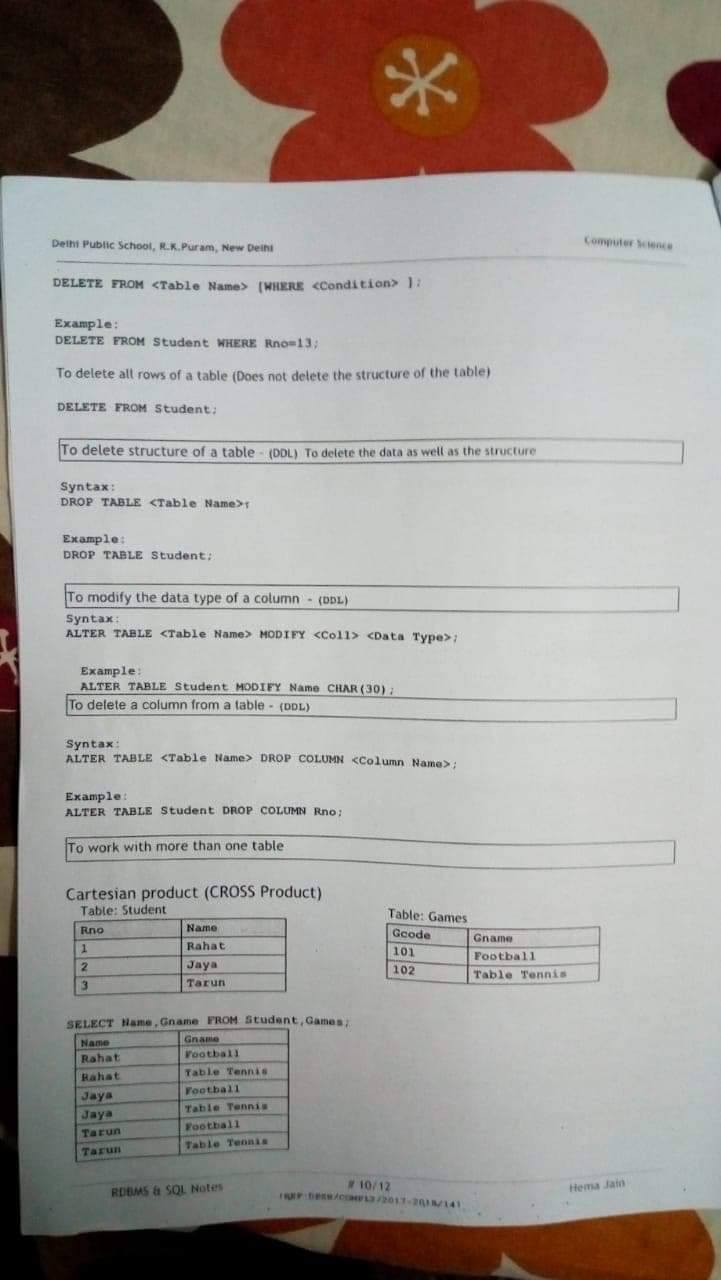 Delhi Public School, R.K.Puram, New Delhi Computer Science
DELETE FROM <Table Name> [WHERE <Condition> ];
Example:
DELETE FROM Student WHERE Rno=13;
To delete all rows of a table (Does not delete the structure of the table)
DELETE FROM Student;
To delete structure of a table - (DDL) To delete the data as well as the structure
Syntax:
DROP TABLE <Table Name>;
Example:
DROP TABLE Student;
To modify the data type of a column - (DDL)
Syntax:
ALTER TABLE <Table Name> MODIFY <Col1> <Data Type>;
Example:
ALTER TABLE Student MODIFY Name CHAR(30);
To delete a column from a table - (DDL)
Syntax:
ALTER TABLE <Table Name> DROP COLUMN <Column Name>;
Example:
ALTER TABLE Student DROP COLUMN Rno;
To work with more than one table
Cartesian product (CROSS Product)
Table: Student
Rno Name
1 Rahat
2 Jaya
3 Tarun
Table: Games
Gcode Gname
101 Football
102 Table Tennis
SELECT Name,Gname FROM Student,Games;
Name Gname
Rahat Football
Rahat Table Tennis
Jaya Football
Jaya Table Tennis
Tarun Football
Tarun Table Tennis
RDBMS & SQL Notes # 10/12 Hema Jain